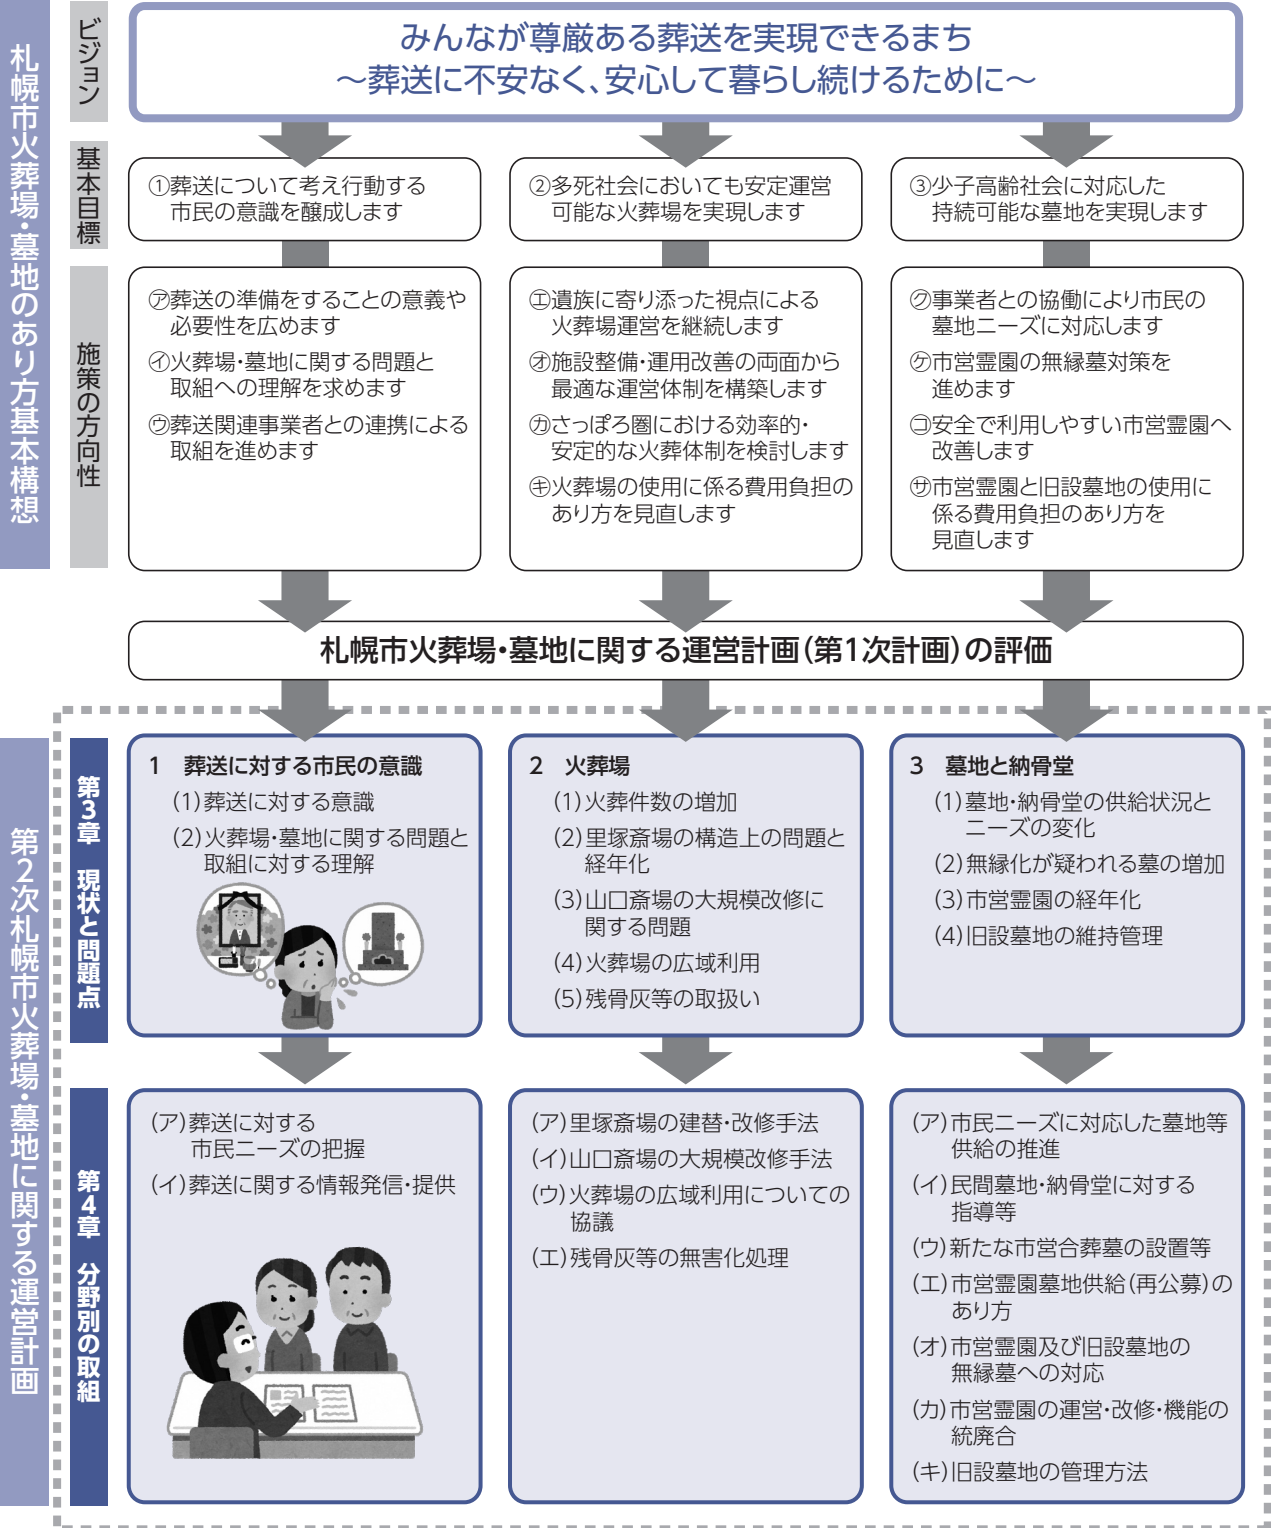 札幌市火葬場・墓地のあり方基本構想
ビジョン
みんなが尊厳ある葬送を実現できるまち
～葬送に不安なく、安心して暮らし続けるために～
基本目標
①葬送について考え行動する
市民の意識を醸成します
②多死社会においても安定運営
可能な火葬場を実現します
③少子高齢社会に対応した
持続可能な墓地を実現します
施策の方向性
㋐葬送の準備をすることの意義や
必要性を広めます
㋑火葬場・墓地に関する問題と
取組への理解を求めます
㋒葬送関連事業者との連携による
取組を進めます
㋓遺族に寄り添った視点による
火葬場運営を継続します
㋔施設整備・運用改善の両面から
最適な運営体制を構築します
㋕さっぽろ圏における効率的・
安定的な火葬体制を検討します
㋖火葬場の使用に係る費用負担の
あり方を見直します
㋗事業者との協働により市民の
墓地ニーズに対応します
㋘市営霊園の無縁墓対策を
進めます
㋙安全で利用しやすい市営霊園へ
改善します
㋚市営霊園と旧設墓地の使用に
係る費用負担のあり方を
見直します
札幌市火葬場・墓地に関する運営計画(第1次計画)の評価
第2次札幌市火葬場・墓地に関する運営計画
第3章 現状と問題点
1 葬送に対する市民の意識
(1)葬送に対する意識
(2)火葬場・墓地に関する問題と
取組に対する理解
2 火葬場
(1)火葬件数の増加
(2)里塚斎場の構造上の問題と
経年化
(3)山口斎場の大規模改修に
関する問題
(4)火葬場の広域利用
(5)残骨灰等の取扱い
3 墓地と納骨堂
(1)墓地・納骨堂の供給状況と
ニーズの変化
(2)無縁化が疑われる墓の増加
(3)市営霊園の経年化
(4)旧設墓地の維持管理
第4章 分野別の取組
(ア)葬送に対する
市民ニーズの把握
(イ)葬送に関する情報発信・提供
(ア)里塚斎場の建替・改修手法
(イ)山口斎場の大規模改修手法
(ウ)火葬場の広域利用についての
協議
(エ)残骨灰等の無害化処理
(ア)市民ニーズに対応した墓地等
供給の推進
(イ)民間墓地・納骨堂に対する
指導等
(ウ)新たな市営合葬墓の設置等
(エ)市営霊園墓地供給(再公募)の
あり方
(オ)市営霊園及び旧設墓地の
無縁墓への対応
(カ)市営霊園の運営・改修・機能の
統廃合
(キ)旧設墓地の管理方法